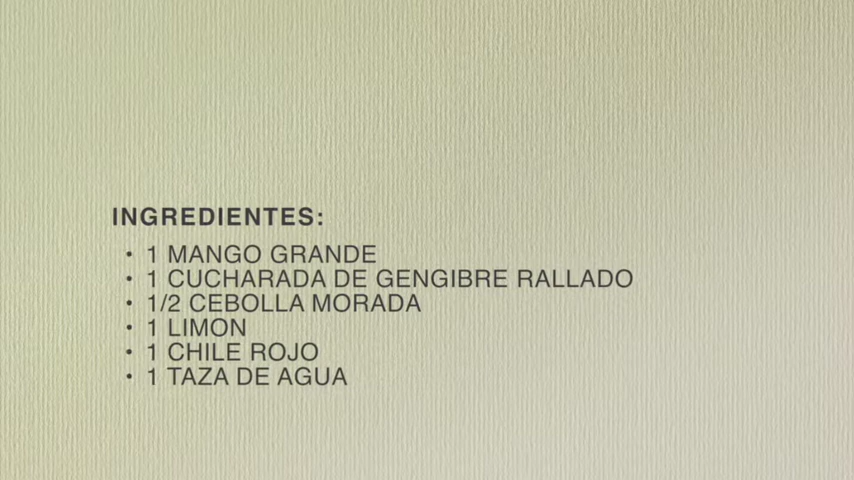 INGREDIENTES:
• 1 MANGO GRANDE
• 1 CUCHARADA DE GENGIBRE RALLADO
• 1/2 CEBOLLA MORADA
• 1 LIMON
• 1 CHILE ROJO
• 1 TAZA DE AGUA